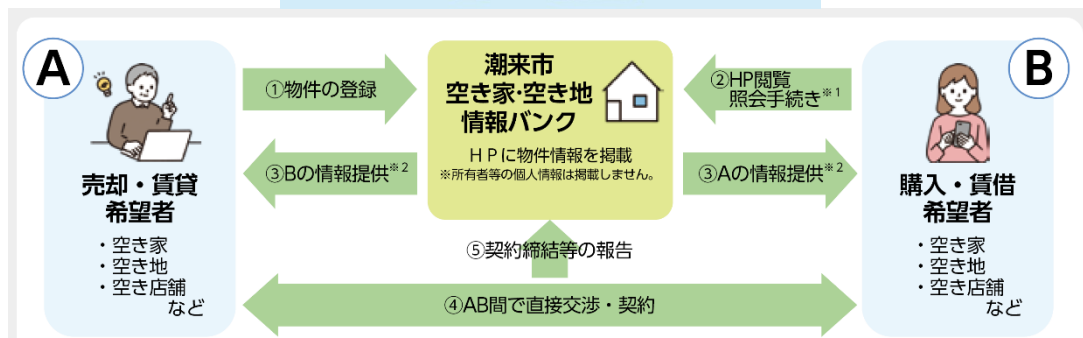 A
売却・賃貸
希望者
・空き家
・空き地
・空き店舗
など
①物件の登録
③Bの情報提供※2
潮来市
空き家・空き地
情報バンク
HPに物件情報を掲載
※所有者等の個人情報は掲載しません。
②HP閲覧
照会手続き※1
③Aの情報提供※2
⑤契約締結等の報告
④AB間で直接交渉・契約
B
購入・賃借
希望者
・空き家
・空き地
・空き店舗
など